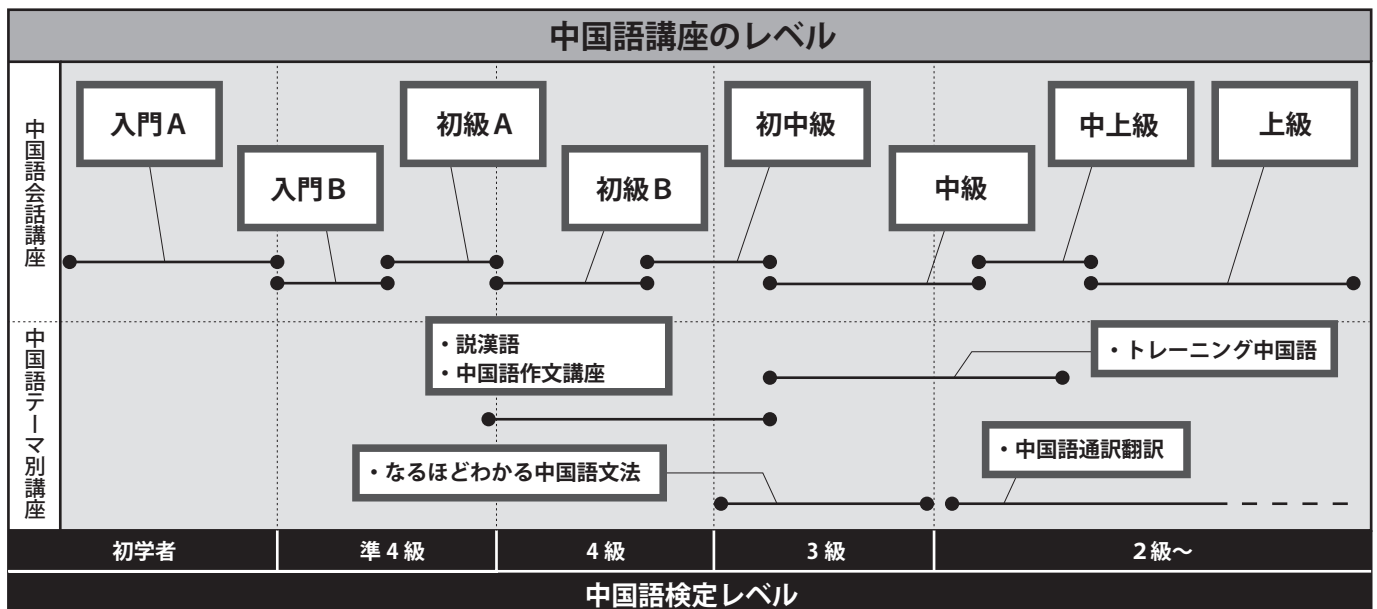 中国語講座のレベル
中国語会話講座
入門A
入門B
初級A
初級B
初中級
中級
中上級
上級
中国語テーマ別講座
・説漢語
・中国語作文講座
・トレーニング中国語
・なるほどわかる中国語文法
・中国語通訳翻訳
初学者
準4級
4級
3級
2級〜
中国語検定レベル